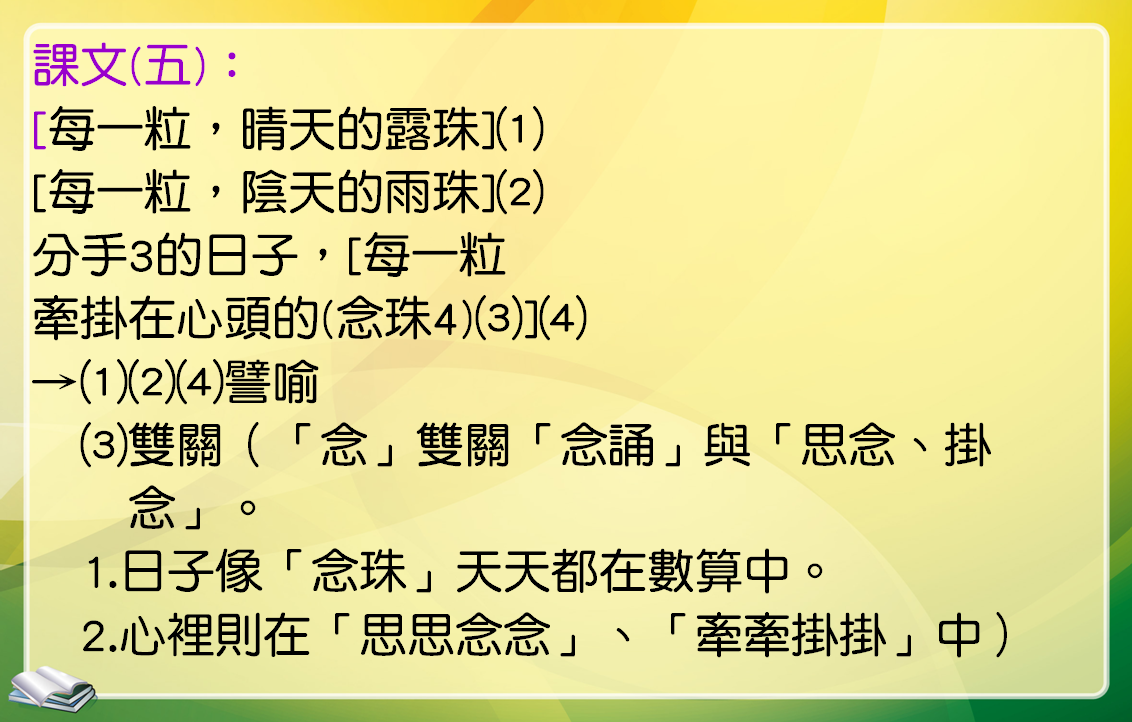 課文(五)：
[每一粒，晴天的露珠](1)
[每一粒，陰天的雨珠](2)
分手3的日子，[每一粒
牽掛在心頭的(念珠4)(3)](4)
→(1)(2)(4)譬喻
(3)雙關（「念」雙關「念誦」與「思念、掛
念」。
1.日子像「念珠」天天都在數算中。
2.心裡則在「思思念念」、「牽牽掛掛」中）